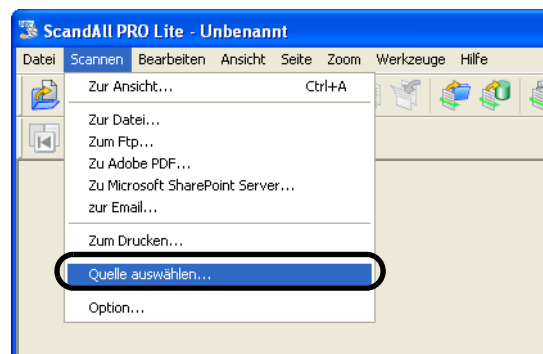 ScandAll PRO Lite - Unbenannt
Datei Scannen Bearbeiten Ansicht Seite Zoom Werkzeuge Hilfe
Zur Ansicht... Ctrl+A
Zur Datei...
Zum Ftp...
Zu Adobe PDF...
Zu Microsoft SharePoint Server...
zur Email...
Zum Drucken...
Quelle auswählen...
Option...